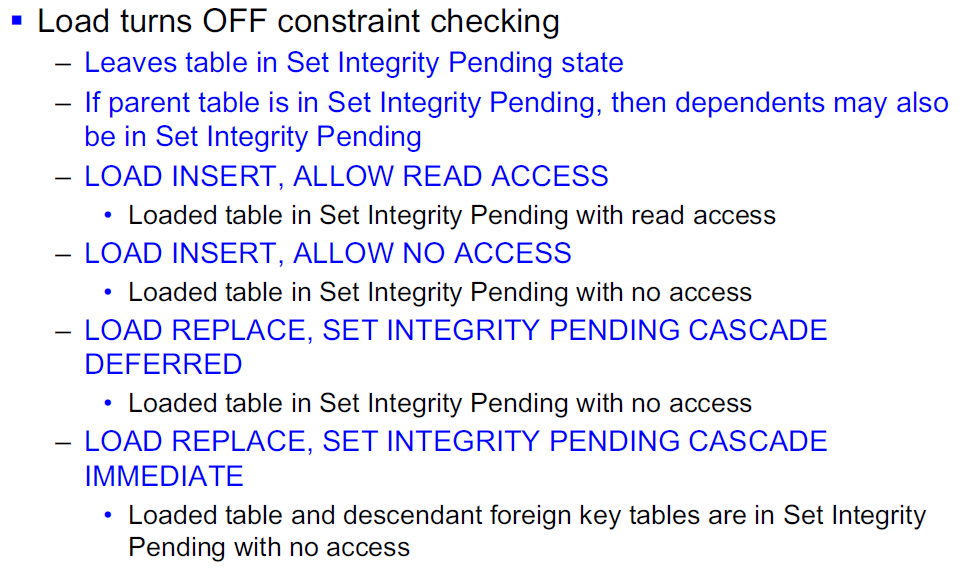 ▪ Load turns OFF constraint checking
– Leaves table in Set Integrity Pending state
– If parent table is in Set Integrity Pending, then dependents may also
be in Set Integrity Pending
– LOAD INSERT, ALLOW READ ACCESS
• Loaded table in Set Integrity Pending with read access
– LOAD INSERT, ALLOW NO ACCESS
• Loaded table in Set Integrity Pending with no access
– LOAD REPLACE, SET INTEGRITY PENDING CASCADE
DEFERRED
• Loaded table in Set Integrity Pending with no access
– LOAD REPLACE, SET INTEGRITY PENDING CASCADE
IMMEDIATE
• Loaded table and descendant foreign key tables are in Set Integrity
Pending with no access